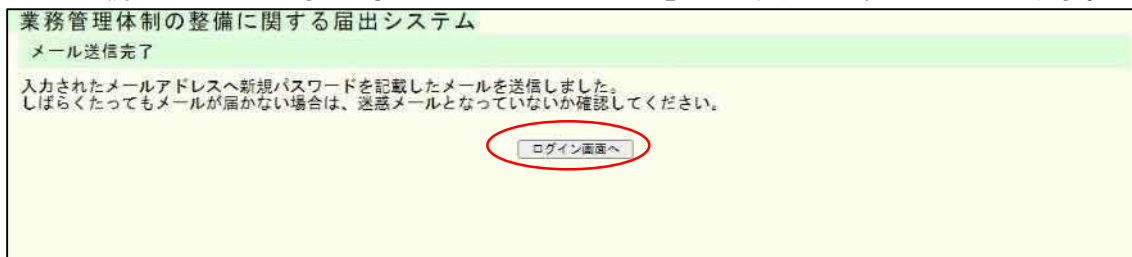 業務管理体制の整備に関する届出システム
メール送信完了
入力されたメールアドレスへ新規パスワードを記載したメールを送信しました。
しばらくたってもメールが届かない場合は、迷惑メールとなっていないか確認してください。
ログイン画面へ